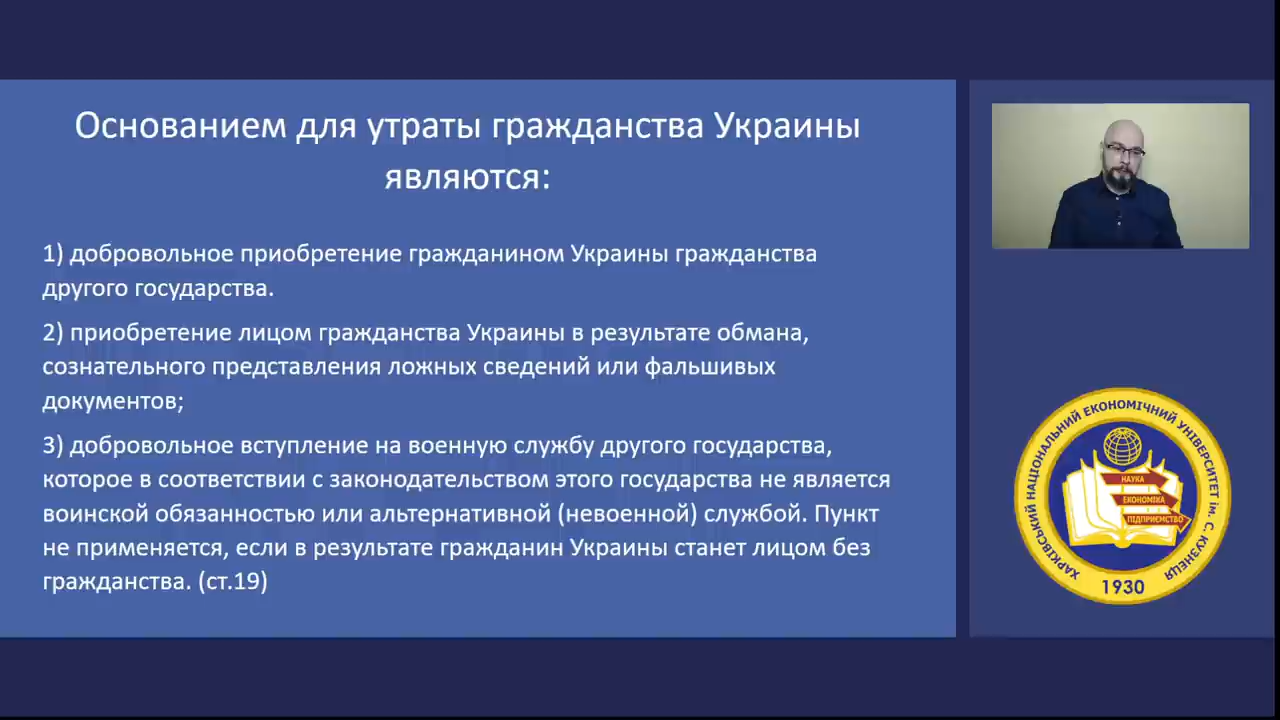 Основанием для утраты гражданства Украины
являются:
1) добровольное приобретение гражданином Украины гражданства
другого государства.
2) приобретение лицом гражданства Украины в результате обмана,
сознательного представления ложных сведений или фальшивых
документов;
3) добровольное вступление на военную службу другого государства,
которое в соответствии с законодательством этого государства не является
воинской обязанностью или альтернативной (невоенной) службой. Пункт
не применяется, если в результате гражданин Украины станет лицом без
гражданства. (ст.19)
ХАРКІВСЬКИЙ НАЦІОНАЛЬНИЙ ЕКОНОМІЧНИЙ УНІВЕРСИТЕТ ім. С. КУЗНЕЦЯ
НАУКА
ЕКОНОМІКА
ПІДПРИЄМСТВО
1930